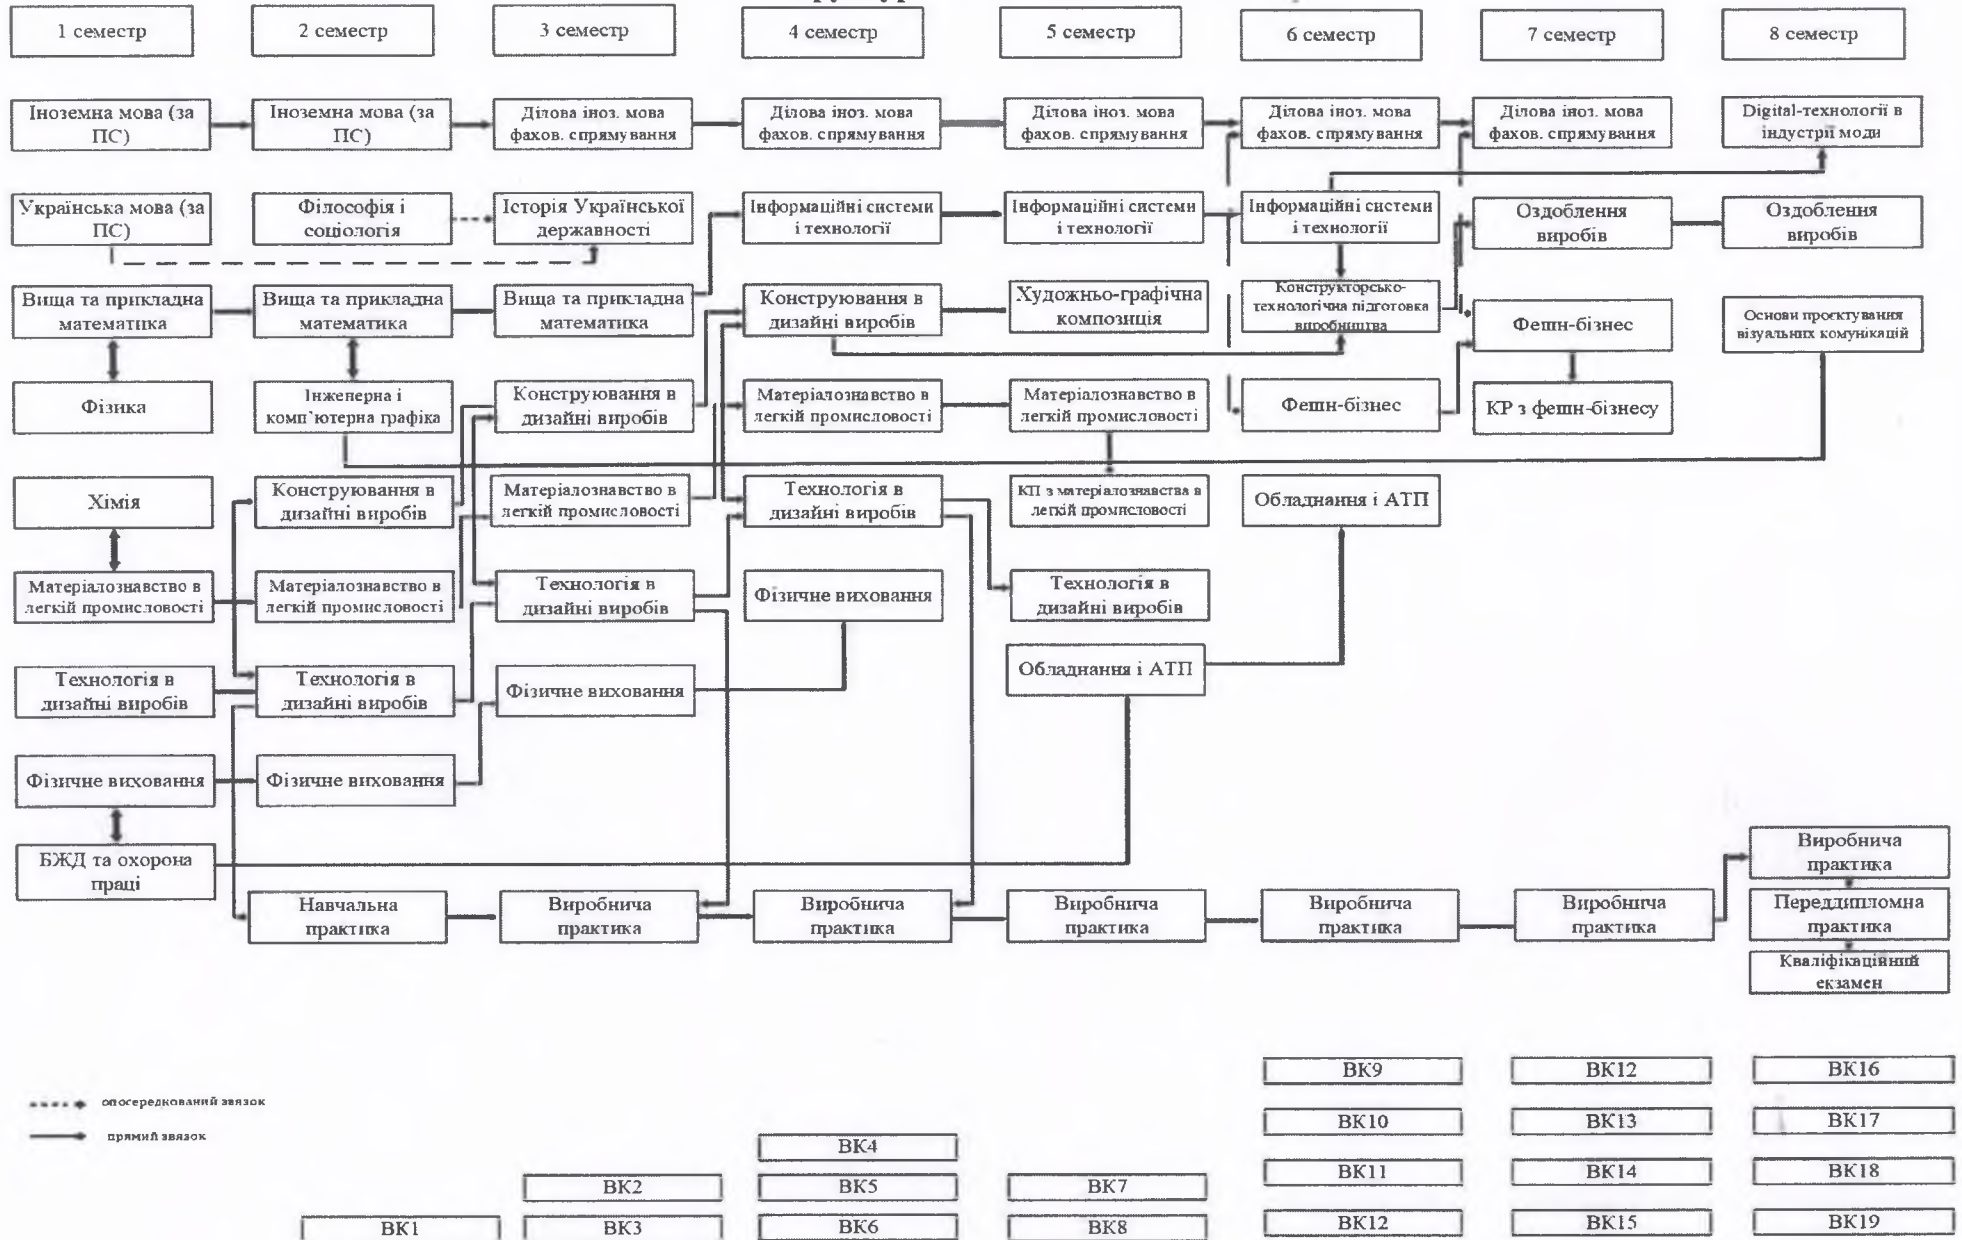 1 семестр
2 семестр
3 семестр
4 семестр
5 семестр
6 семестр
7 семестр
8 семестр
Іноземна мова (за
ПС)
Іноземна мова (за
ПС)
Ділова іноз. мова
фахов. спрямування
Ділова іноз. мова
фахов. спрямування
Ділова іноз. мова
фахов. спрямування
Ділова іноз. мова
фахов. спрямування
Ділова іноз. мова
фахов. спрямування
Digital-технології в
індустрії моди
Українська мова (за
ПС)
Філософія і
соціологія
Історія Української
державності
Інформаційні системи
і технології
Інформаційні системи
і технології
Інформаційні системи
і технології
Оздоблення
виробів
Оздоблення
виробів
Вища та прикладна
математика
Вища та прикладна
математика
Вища та прикладна
математика
Конструювання в
дизайні виробів
Художньо-графічна
композиція
Конструкторсько-
технологічна підготовка
виробництва
Фешн-бізнес
Основи проєктування
візуальних комунікацій
Фізика
Інженерна і
комп’ютерна графіка
Конструювання в
дизайні виробів
Матеріалознавство в
легкій промисловості
Матеріалознавство в
легкій промисловості
Фешн-бізнес
КР з фешн-бізнесу
Хімія
Конструювання в
дизайні виробів
Матеріалознавство в
легкій промисловості
Технологія в
дизайні виробів
КП з матеріалознавства в
легкій промисловості
Обладнання і АТП
Матеріалознавство в
легкій промисловості
Матеріалознавство в
легкій промисловості
Технологія в
дизайні виробів
Фізичне виховання
Технологія в
дизайні виробів
Технологія в
дизайні виробів
Технологія в
дизайні виробів
Фізичне виховання
Обладнання і АТП
Фізичне виховання
Фізичне виховання
БЖД та охорона
праці
Виробнича
практика
Навчальна
практика
Виробнича
практика
Виробнича
практика
Виробнича
практика
Виробнича
практика
Виробнича
практика
Переддипломна
практика
Кваліфікаційний
екзамен
опосередкований звязок
прямий звязок
ВК9
ВК12
ВК16
ВК10
ВК13
ВК17
ВК4
ВК11
ВК14
ВК18
ВК2
ВК5
ВК7
ВК1
ВК3
ВК6
ВК8
ВК12
ВК15
ВК19